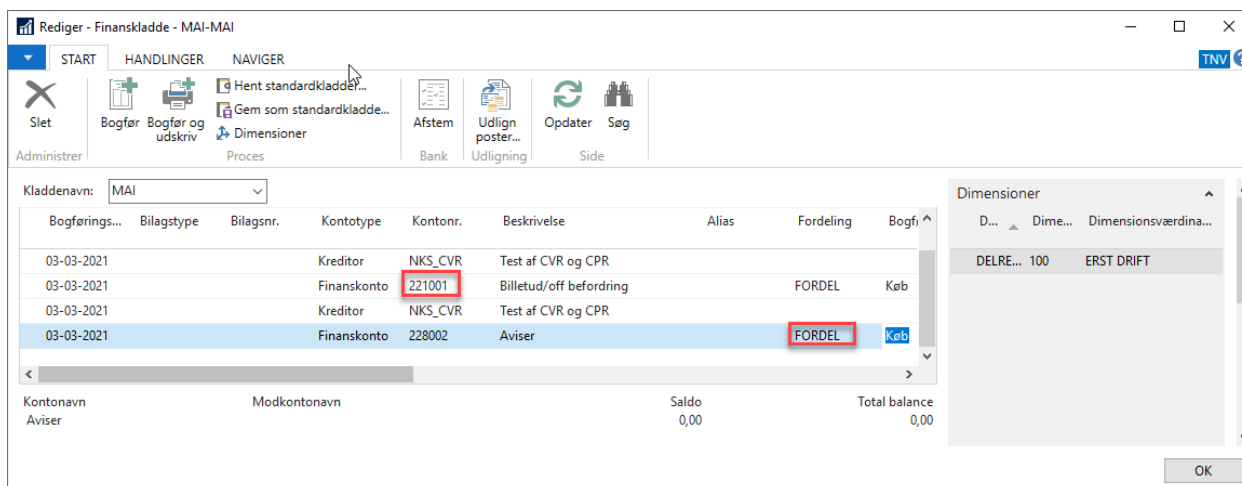 Rediger - Finanskladde - MAI-MAI
START HANDLINGER NAVIGER TNV ?
Slet
Bogfør
Bogfør og udskriv
Hent standardkladder...
Gem som standardkladde...
Dimensioner
Afstem
Udlign poster...
Opdater
Søg
Administrer Proces Bank Udligning Side
Kladdenavn: MAI
Bogførings... Bilagstype Bilagsnr. Kontotype Kontonr. Beskrivelse Alias Fordeling Bogfø
03-03-2021 Kreditor NKS_CVR Test af CVR og CPR
03-03-2021 Finanskonto 221001 Billetud/off befordring FORDEL Køb
03-03-2021 Kreditor NKS_CVR Test af CVR og CPR
03-03-2021 Finanskonto 228002 Aviser FORDEL Køb
Kontonavn Modkontonavn Saldo Total balance
Aviser 0,00 0,00
Dimensioner
D... Dime... Dimensionsværdina...
DELRE... 100 ERST DRIFT
OK